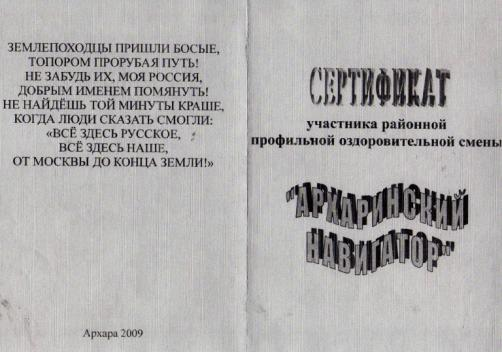 ЗЕМЛЕПОХОДЦЫ ПРИШЛИ БОСЫЕ,
ТОПОРОМ ПРОРУБАЯ ПУТЬ!
НЕ ЗАБУДЬ ИХ, МОЯ РОССИЯ,
ДОБРЫМ ИМЕНЕМ ПОМЯНУТЬ!
НЕ НАЙДЁШЬ ТОЙ МИНУТЫ КРАШЕ,
КОГДА ЛЮДИ СКАЗАТЬ СМОГЛИ:
«ВСЁ ЗДЕСЬ РУССКОЕ,
ВСЁ ЗДЕСЬ НАШЕ,
ОТ МОСКВЫ ДО КОНЦА ЗЕМЛИ!»
Архара 2009
СЕРТИФИКАТ
участника районной
профильной оздоровительной смены
"АРХАРИНСКИЙ
НАВИГАТОР"